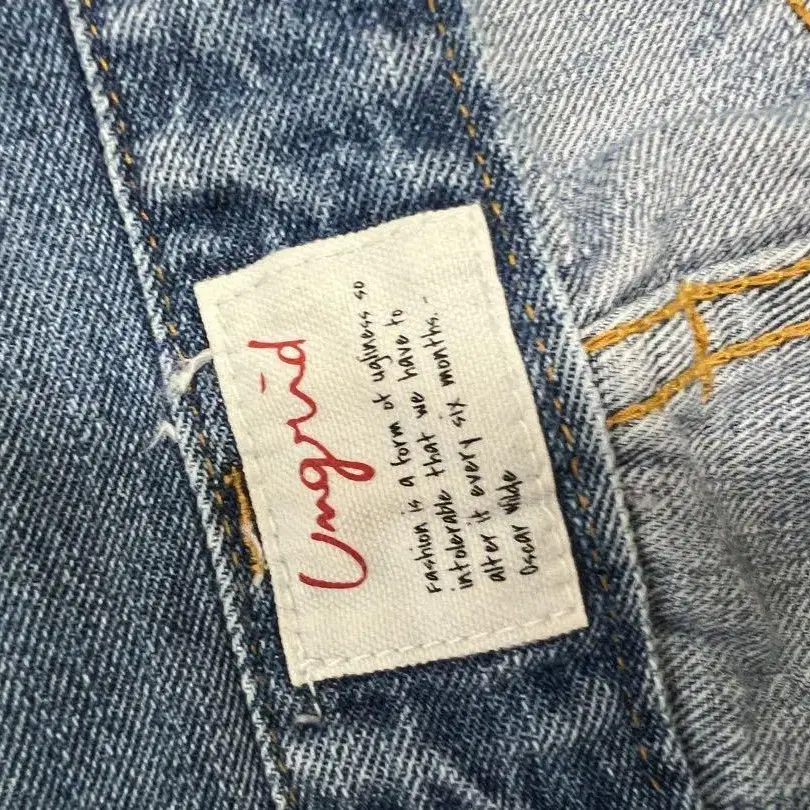 Ungrid
Fashion is a form of ugliness so
intolerable that we have to
alter it every six months. -
Oscar Wilde